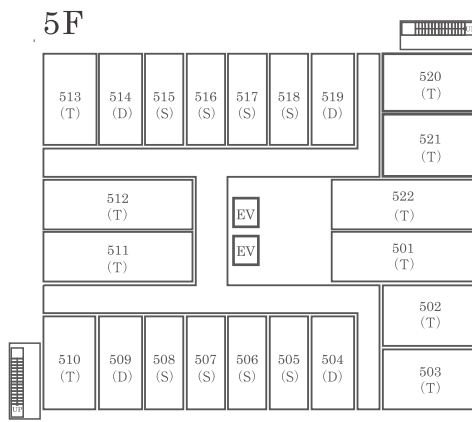 5F
UP
513 514 515 516 517 518 519 520
(T) (D) (S) (S) (S) (S) (D) (T)
521
(T)
512 522
(T) (T)
EV
511 EV 501
(T) (T)
502
(T)
510 509 508 507 506 505 504 503
(T) (D) (S) (S) (S) (S) (D) (T)
UP